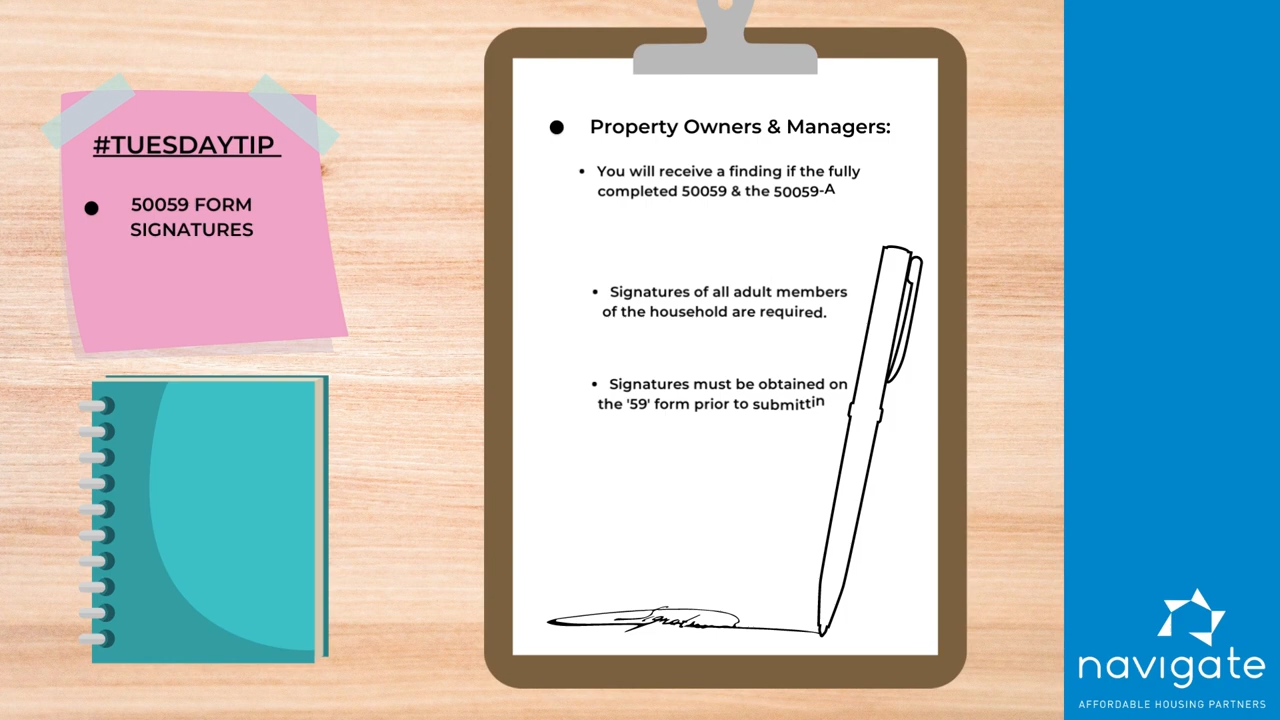 #TUESDAYTIP
50059 FORM
SIGNATURES
Property Owners & Managers:
You will receive a finding if the fully
completed 50059 & the 50059-A
Signatures of all adult members
of the household are required.
Signatures must be obtained on
the '59' form prior to submittin
Signature
navigate
AFFORDABLE HOUSING PARTNERS